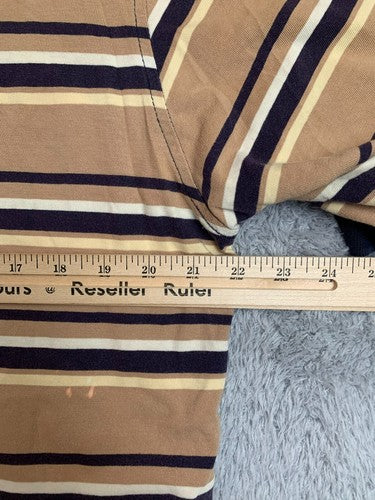 17 18 19 20 21 22 23 24
ours ® Reseller Ruler